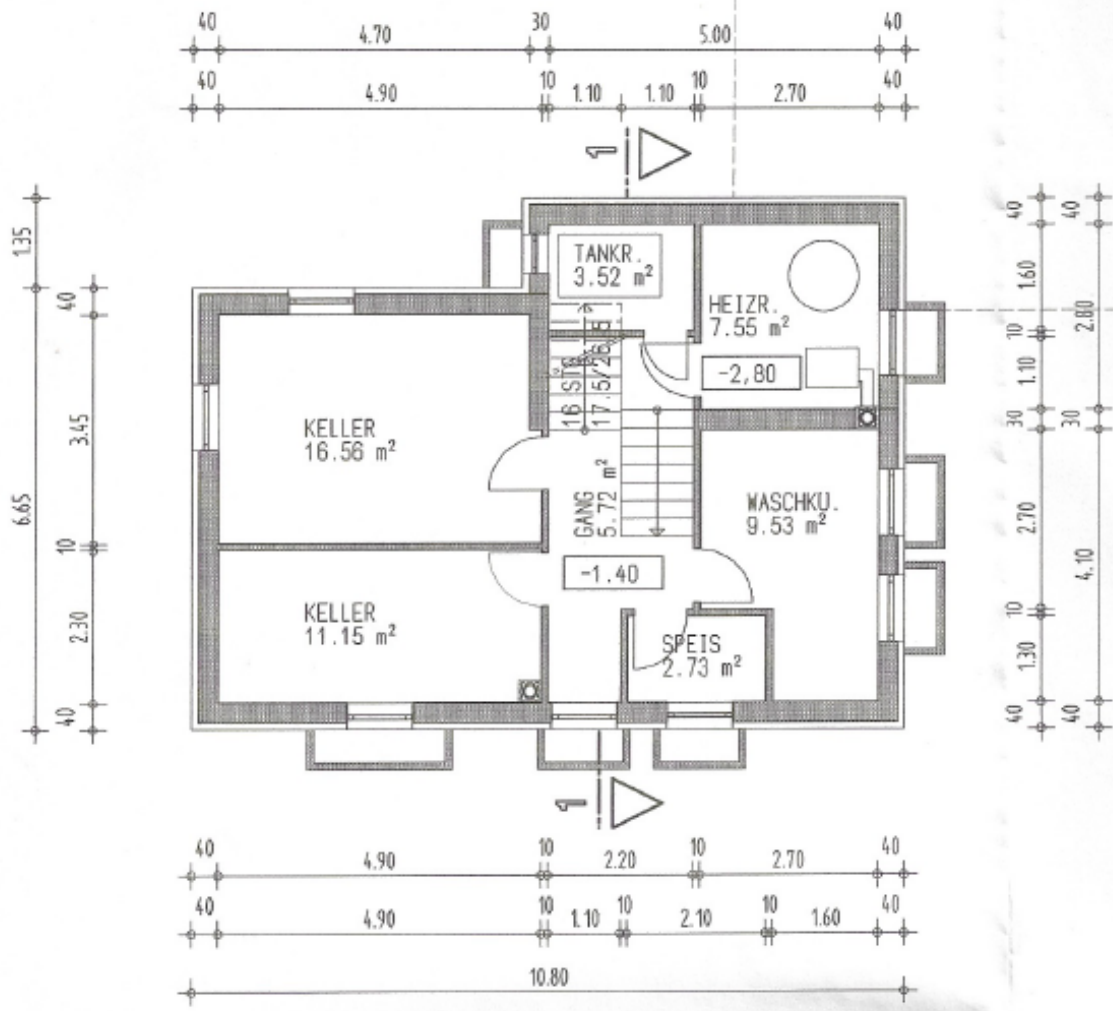 40 4.70 30 5.00 40
40 4.90 10 1.10 1.10 10 2.70 40
1
1.35
6.65
40
3.45
10
2.30
40
TANKR.
3.52 m²
HEIZR.
7.55 m²
-2,80
16 ST
17.5/26.5
KELLER
16.56 m²
GANG
5.72 m²
WASCHKÜ.
9.53 m²
-1.40
KELLER
11.15 m²
SPEIS
2.73 m²
40
1.60
10
1.10
30
2.70
10
1.30
40
40
2.80
30
4.10
40
1
40 4.90 10 2.20 10 2.70 40
40 4.90 10 1.10 10 2.10 10 1.60 40
10.80